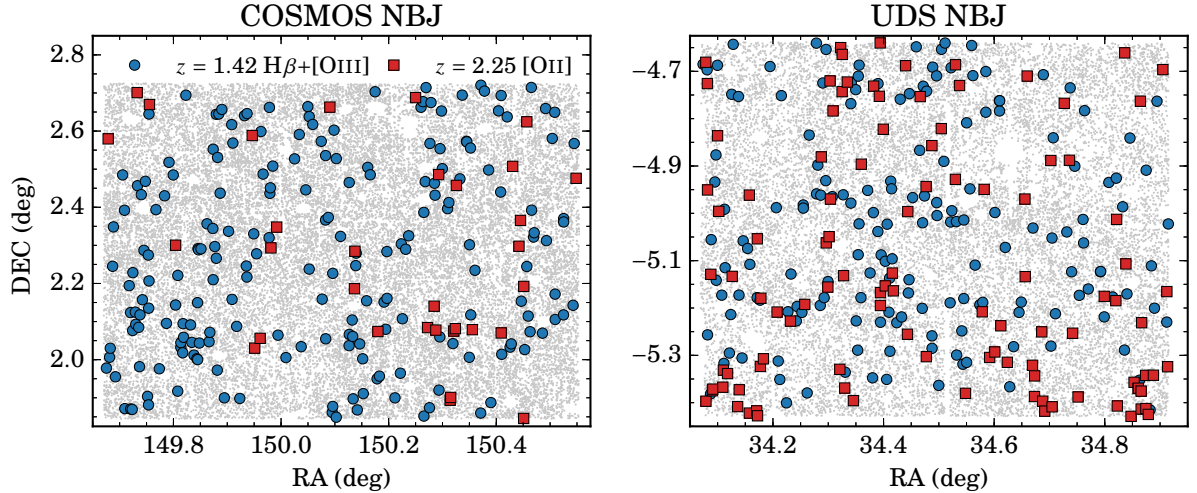 COSMOS NBJ
UDS NBJ
z = 1.42 Hβ+[OIII]
z = 2.25 [OII]
DEC (deg)
2.8
2.6
2.4
2.2
2.0
149.8
150.0
150.2
150.4
RA (deg)
−4.7
−4.9
−5.1
−5.3
34.2
34.4
34.6
34.8
RA (deg)